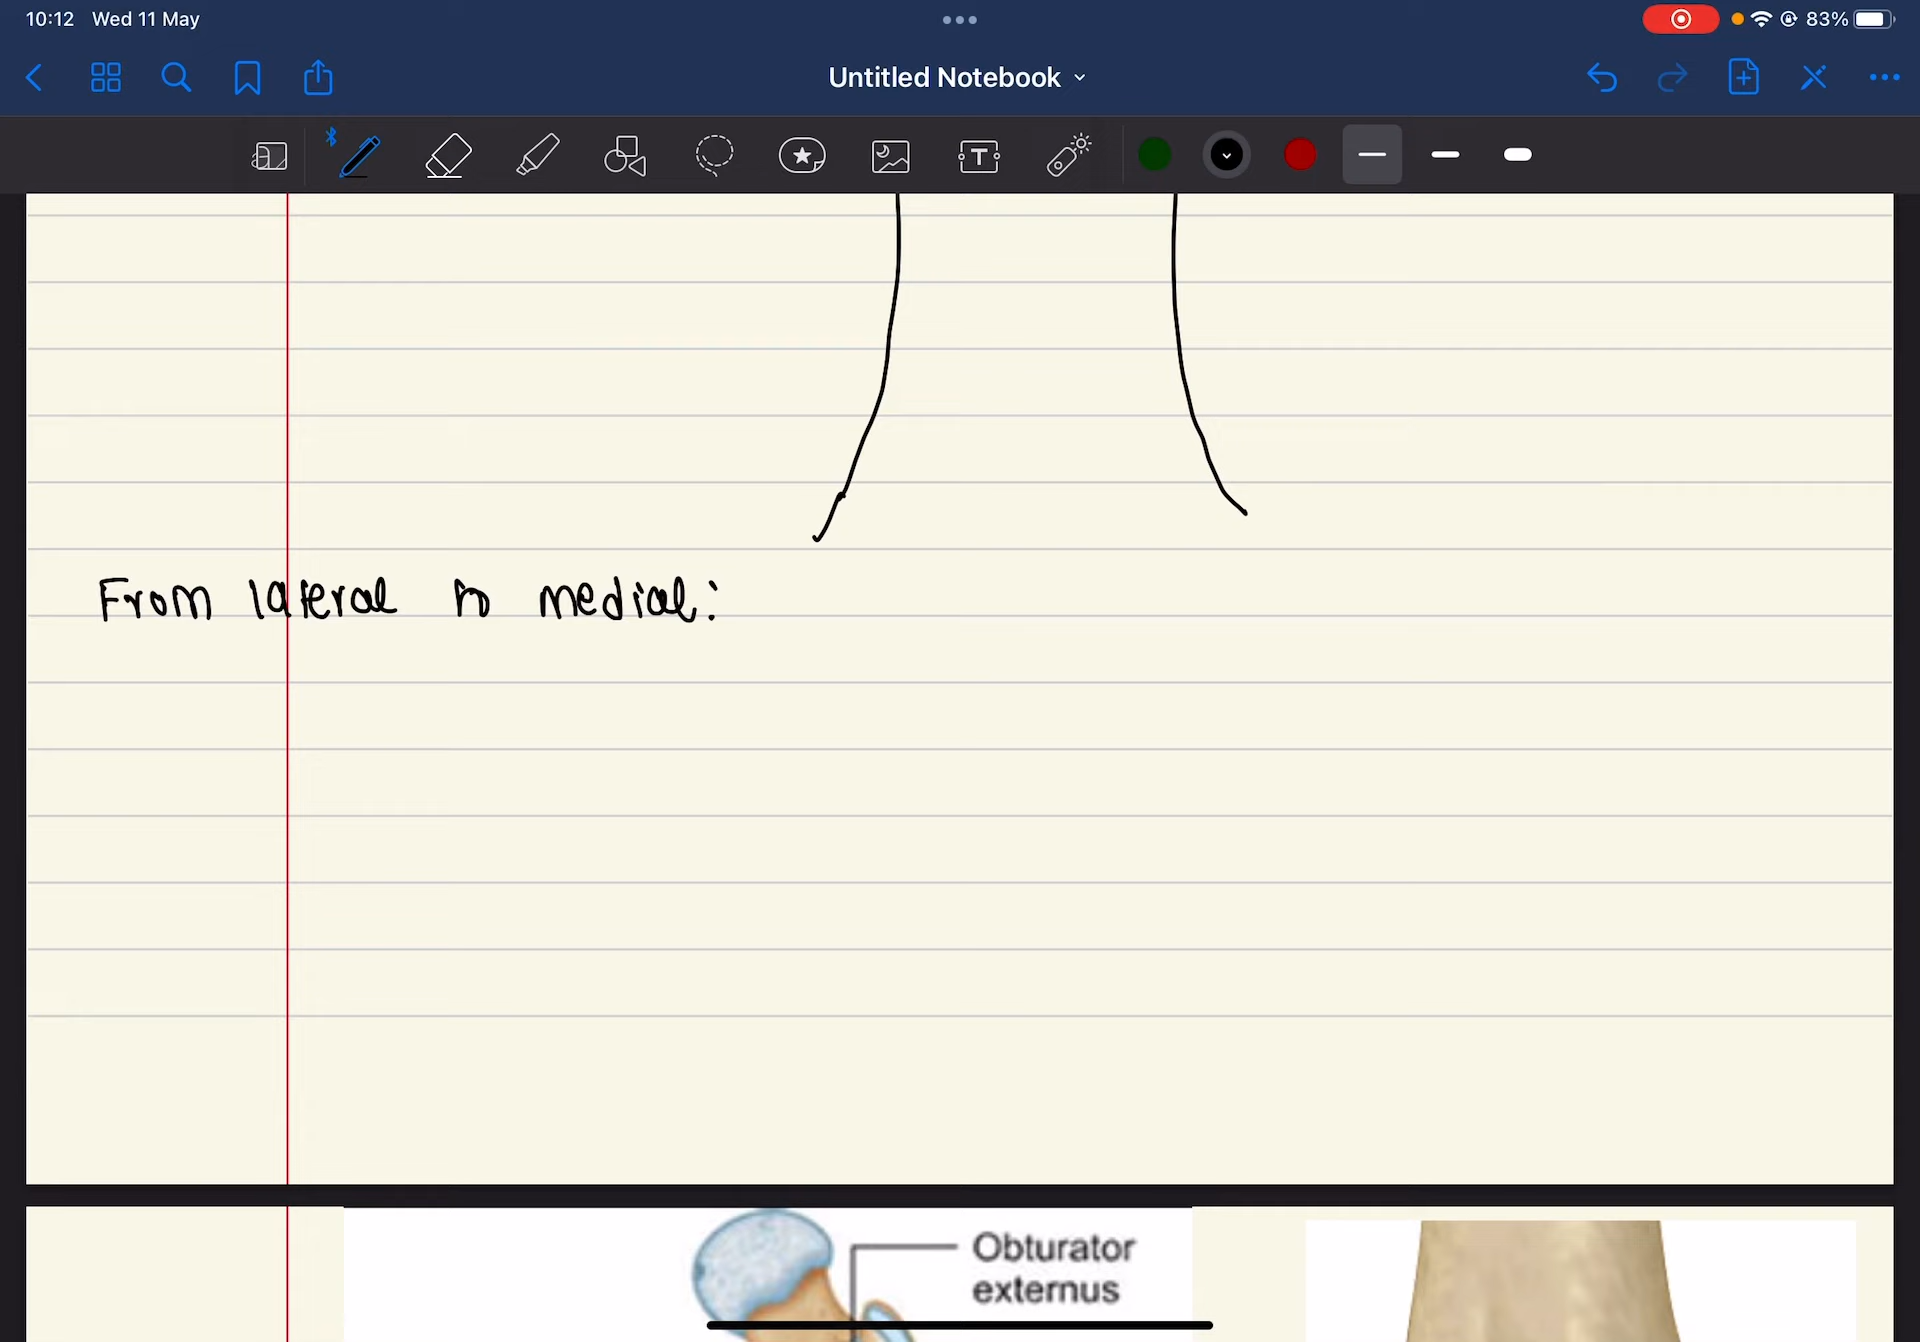 10:12 Wed 11 May
83%
Untitled Notebook
T
From lateral to medial:
Obturator
externus